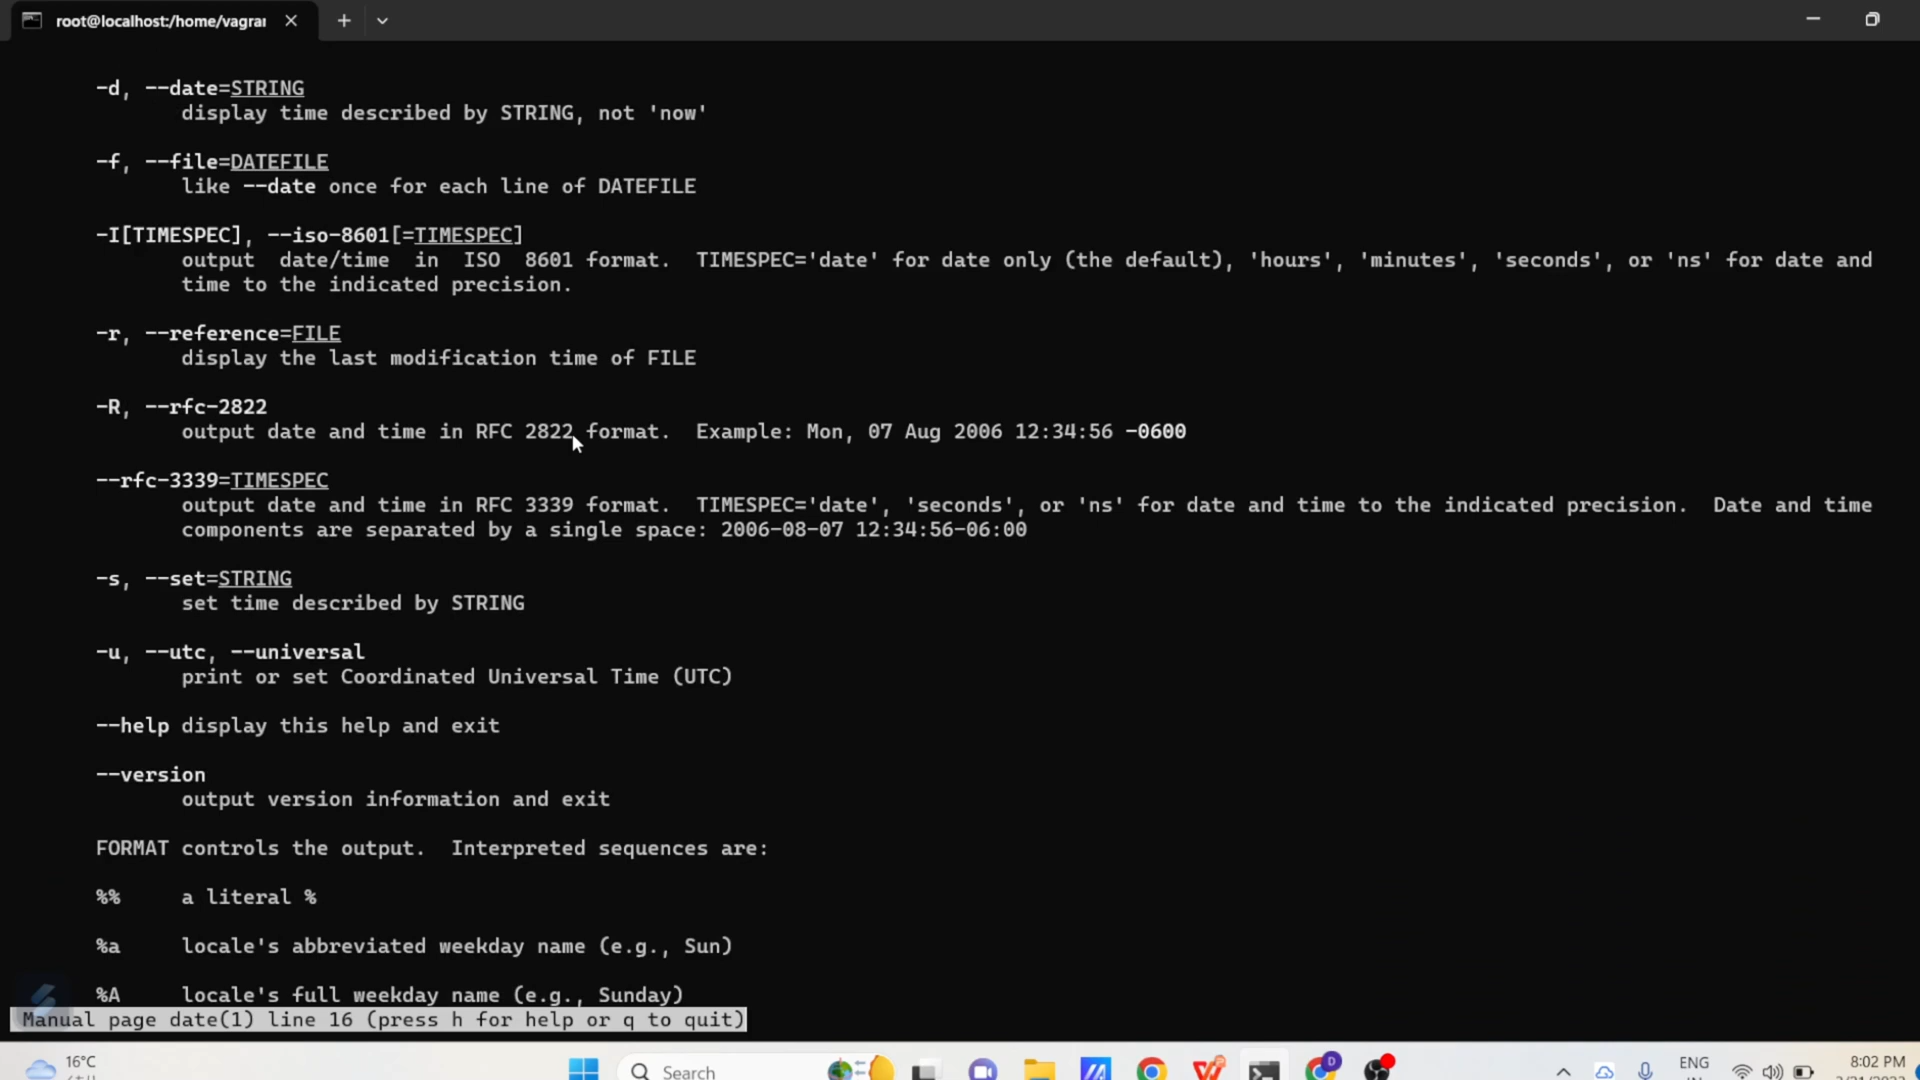 root@localhost:/home/vagrar
-d, --date=STRING
display time described by STRING, not 'now'
-f, --file=DATEFILE
like --date once for each line of DATEFILE
-I[TIMESPEC], --iso-8601[=TIMESPEC]
output date/time in ISO 8601 format. TIMESPEC='date' for date only (the default), 'hours', 'minutes', 'seconds', or 'ns' for date and
time to the indicated precision.
-r, --reference=FILE
display the last modification time of FILE
-R, --rfc-2822
output date and time in RFC 2822 format. Example: Mon, 07 Aug 2006 12:34:56 -0600
--rfc-3339=TIMESPEC
output date and time in RFC 3339 format. TIMESPEC='date', 'seconds', or 'ns' for date and time to the indicated precision. Date and time
components are separated by a single space: 2006-08-07 12:34:56-06:00
-s, --set=STRING
set time described by STRING
-u, --utc, --universal
print or set Coordinated Universal Time (UTC)
--help display this help and exit
--version
output version information and exit
FORMAT controls the output. Interpreted sequences are:
%% a literal %
%a locale's abbreviated weekday name (e.g., Sun)
%A locale's full weekday name (e.g., Sunday)
Manual page date(1) line 16 (press h for help or q to quit)
16°C
Search
D
ENG
8:02 PM